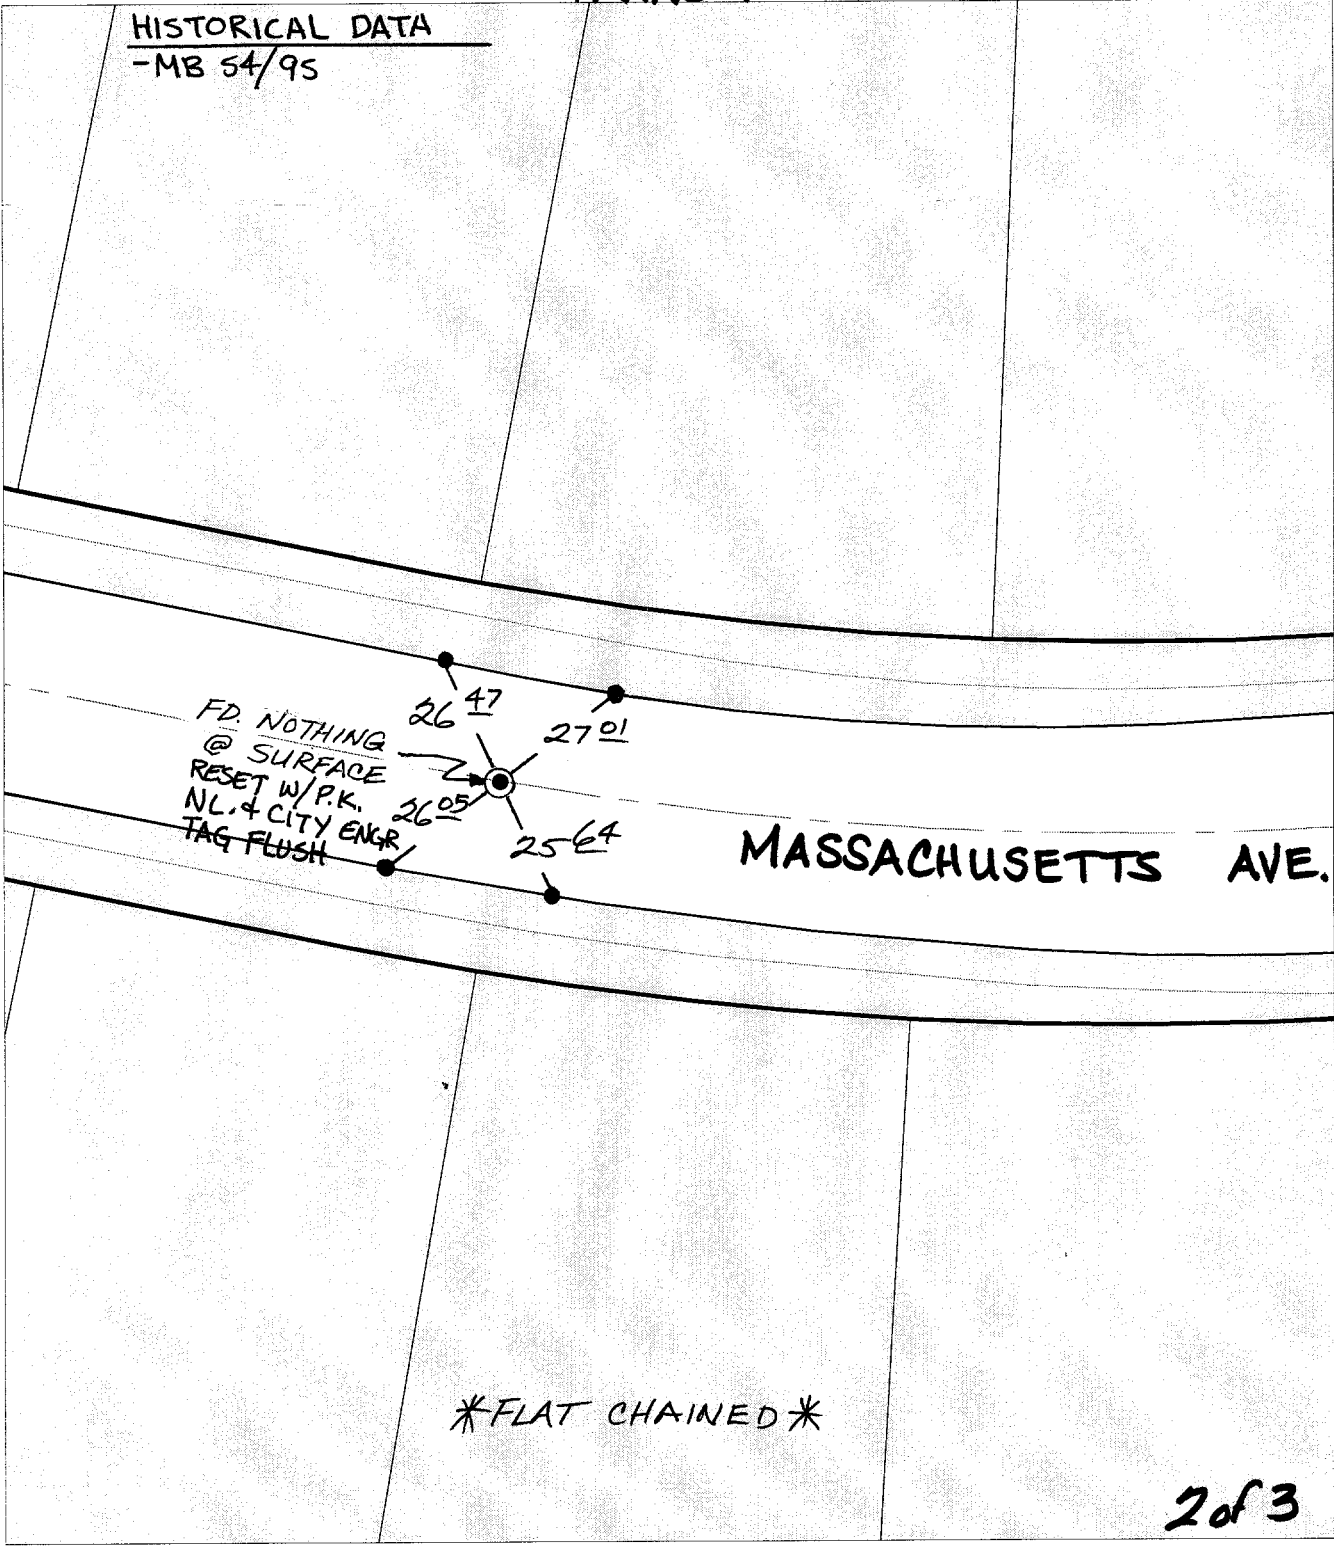 HISTORICAL DATA
-MB 54/95
26 47
27 01
FD. NOTHING
@ SURFACE
RESET W/P.K.
NL. & CITY ENGR
TAG FLUSH
26 05
25 64
MASSACHUSETTS AVE.
*FLAT CHAINED*
2 of 3